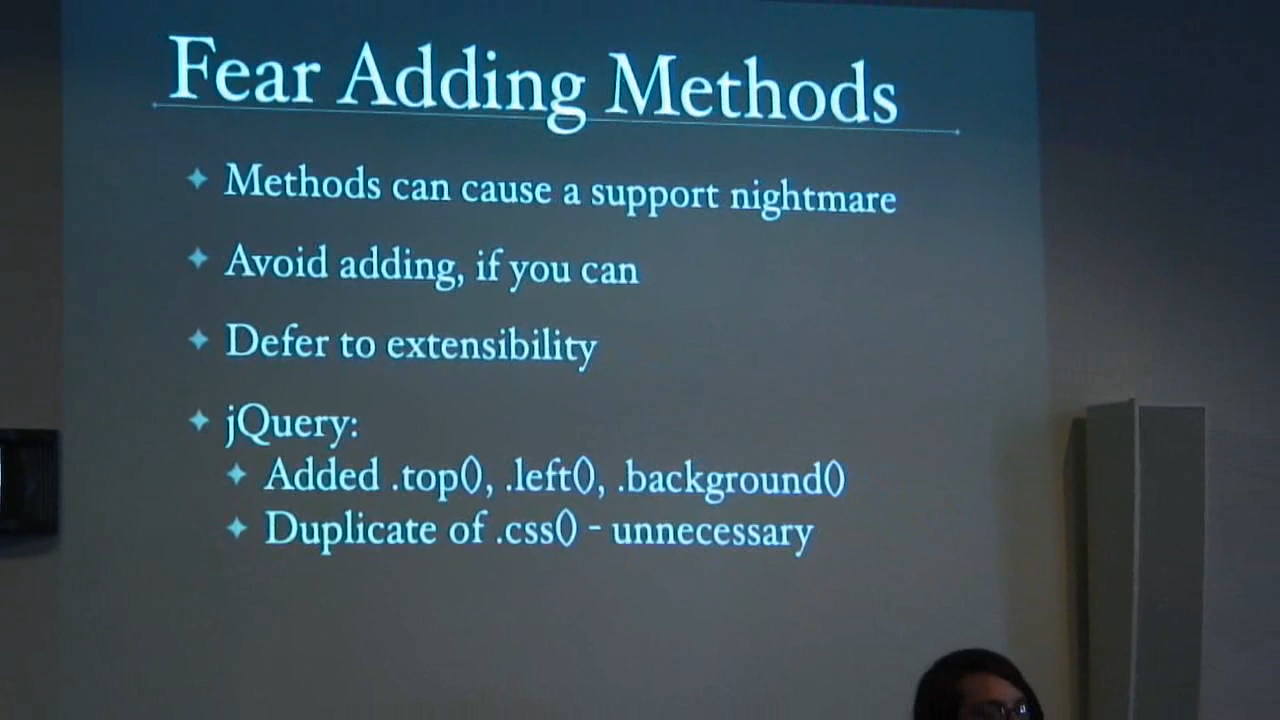 Fear Adding Methods
Methods can cause a support nightmare
Avoid adding, if you can
Defer to extensibility
jQuery:
Added .top(), .left(), .background()
Duplicate of .css() - unnecessary